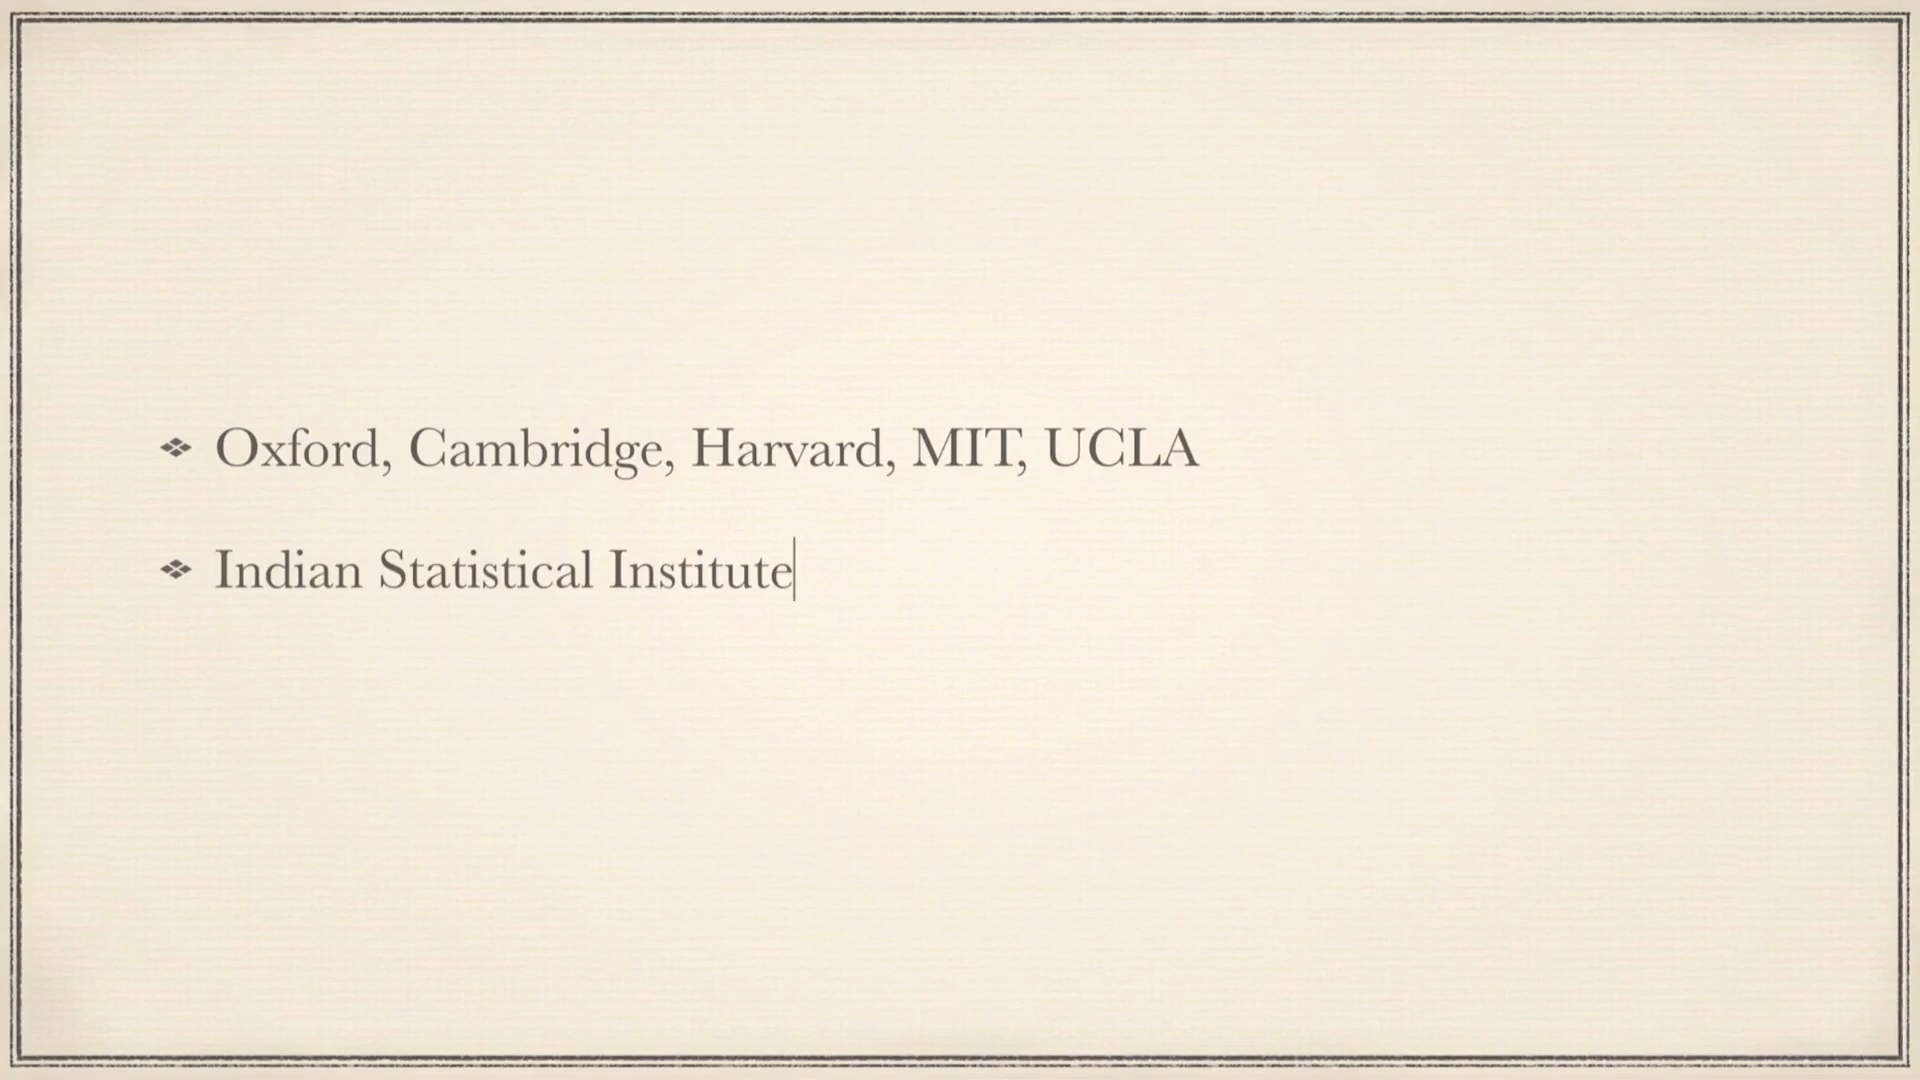 Oxford, Cambridge, Harvard, MIT, UCLA
Indian Statistical Institute